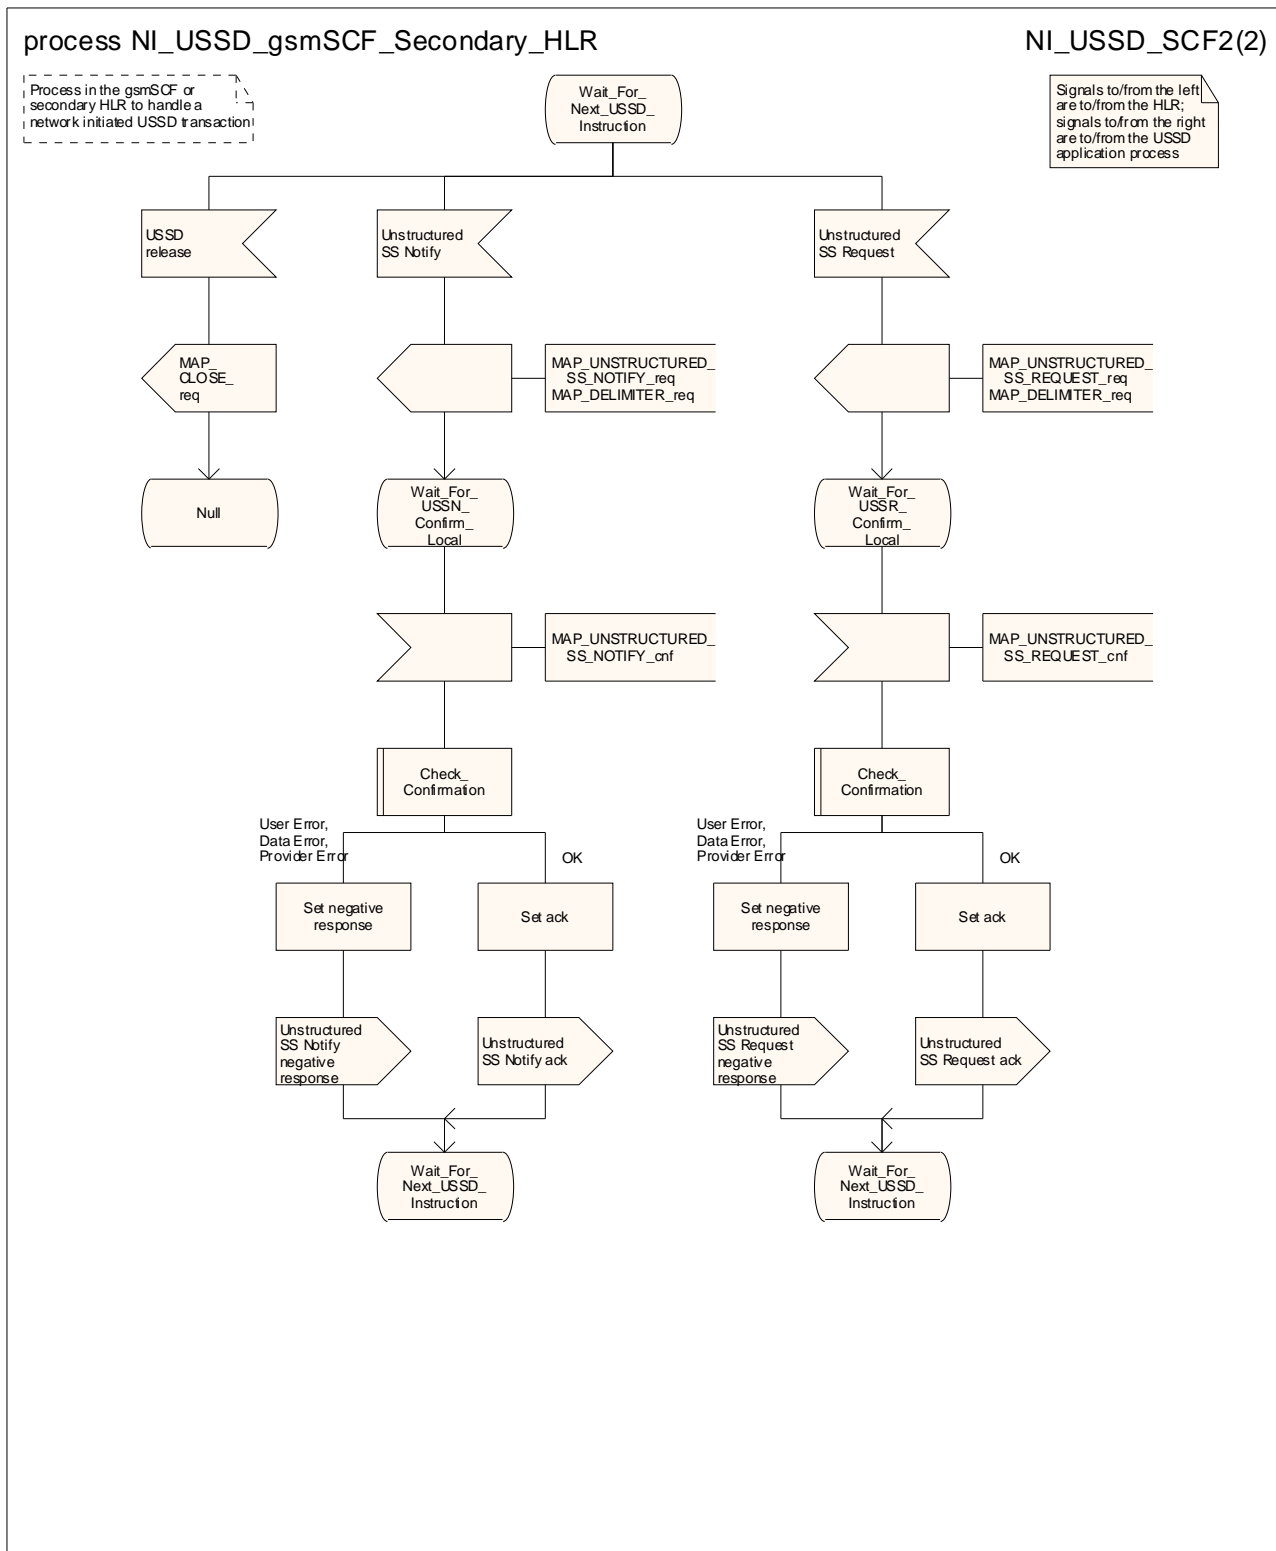 process NI_USSD_gsmSCF_Secondary_HLR
NI_USSD_SCF2(2)
Process in the gsmSCF or
secondary HLR to handle a
network initiated USSD transaction
Wait_For_
Next_USSD_
Instruction
Signals to/from the left
are to/from the HLR;
signals to/from the right
are to/from the USSD
application process
USSD
release
Unstructured
SS Notify
Unstructured
SS Request
MAP_
CLOSE_
req
MAP_UNSTRUCTURED_
SS_NOTIFY_req
MAP_DELIMITER_req
MAP_UNSTRUCTURED_
SS_REQUEST_req
MAP_DELIMITER_req
Null
Wait_For_
USSN_
Confirm_
Local
Wait_For_
USSR_
Confirm_
Local
MAP_UNSTRUCTURED_
SS_NOTIFY_cnf
MAP_UNSTRUCTURED_
SS_REQUEST_cnf
Check_
Confirmation
Check_
Confirmation
User Error,
Data Error,
Provider Error
OK
User Error,
Data Error,
Provider Error
OK
Set negative
response
Set ack
Set negative
response
Set ack
Unstructured
SS Notify
negative
response
Unstructured
SS Notify ack
Unstructured
SS Request
negative
response
Unstructured
SS Request ack
Wait_For_
Next_USSD_
Instruction
Wait_For_
Next_USSD_
Instruction